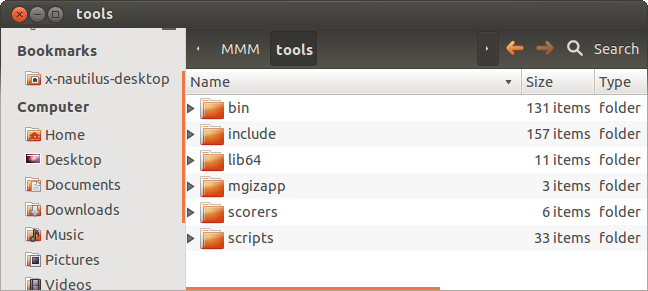 tools
Bookmarks
x-nautilus-desktop
Computer
Home
Desktop
Documents
Downloads
Music
Pictures
Videos
MMM tools Search
Name Size Type
bin 131 items folder
include 157 items folder
lib64 11 items folder
mgizapp 3 items folder
scorers 6 items folder
scripts 33 items folder